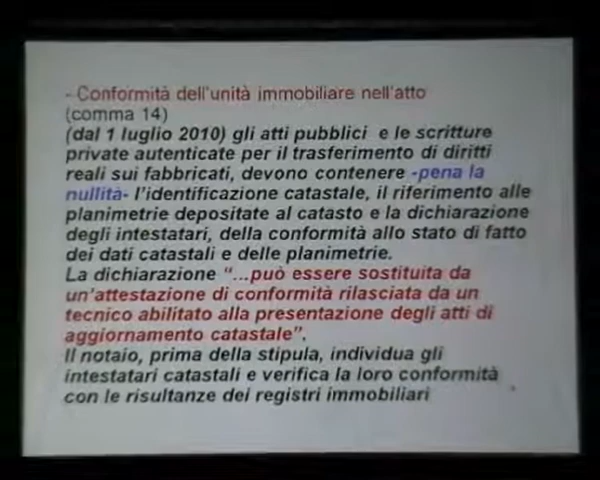 - Conformità dell'unità immobiliare nell'atto
(comma 14)
(dal 1 luglio 2010) gli atti pubblici e le scritture
private autenticate per il trasferimento di diritti
reali sui fabbricati, devono contenere -pena la
nullità- l'identificazione catastale, il riferimento alle
planimetrie depositate al catasto e la dichiarazione
degli intestatari, della conformità allo stato di fatto
dei dati catastali e delle planimetrie.
La dichiarazione “...può essere sostituita da
un'attestazione di conformità rilasciata da un
tecnico abilitato alla presentazione degli atti di
aggiornamento catastale”.
Il notaio, prima della stipula, individua gli
intestatari catastali e verifica la loro conformità
con le risultanze dei registri immobiliari